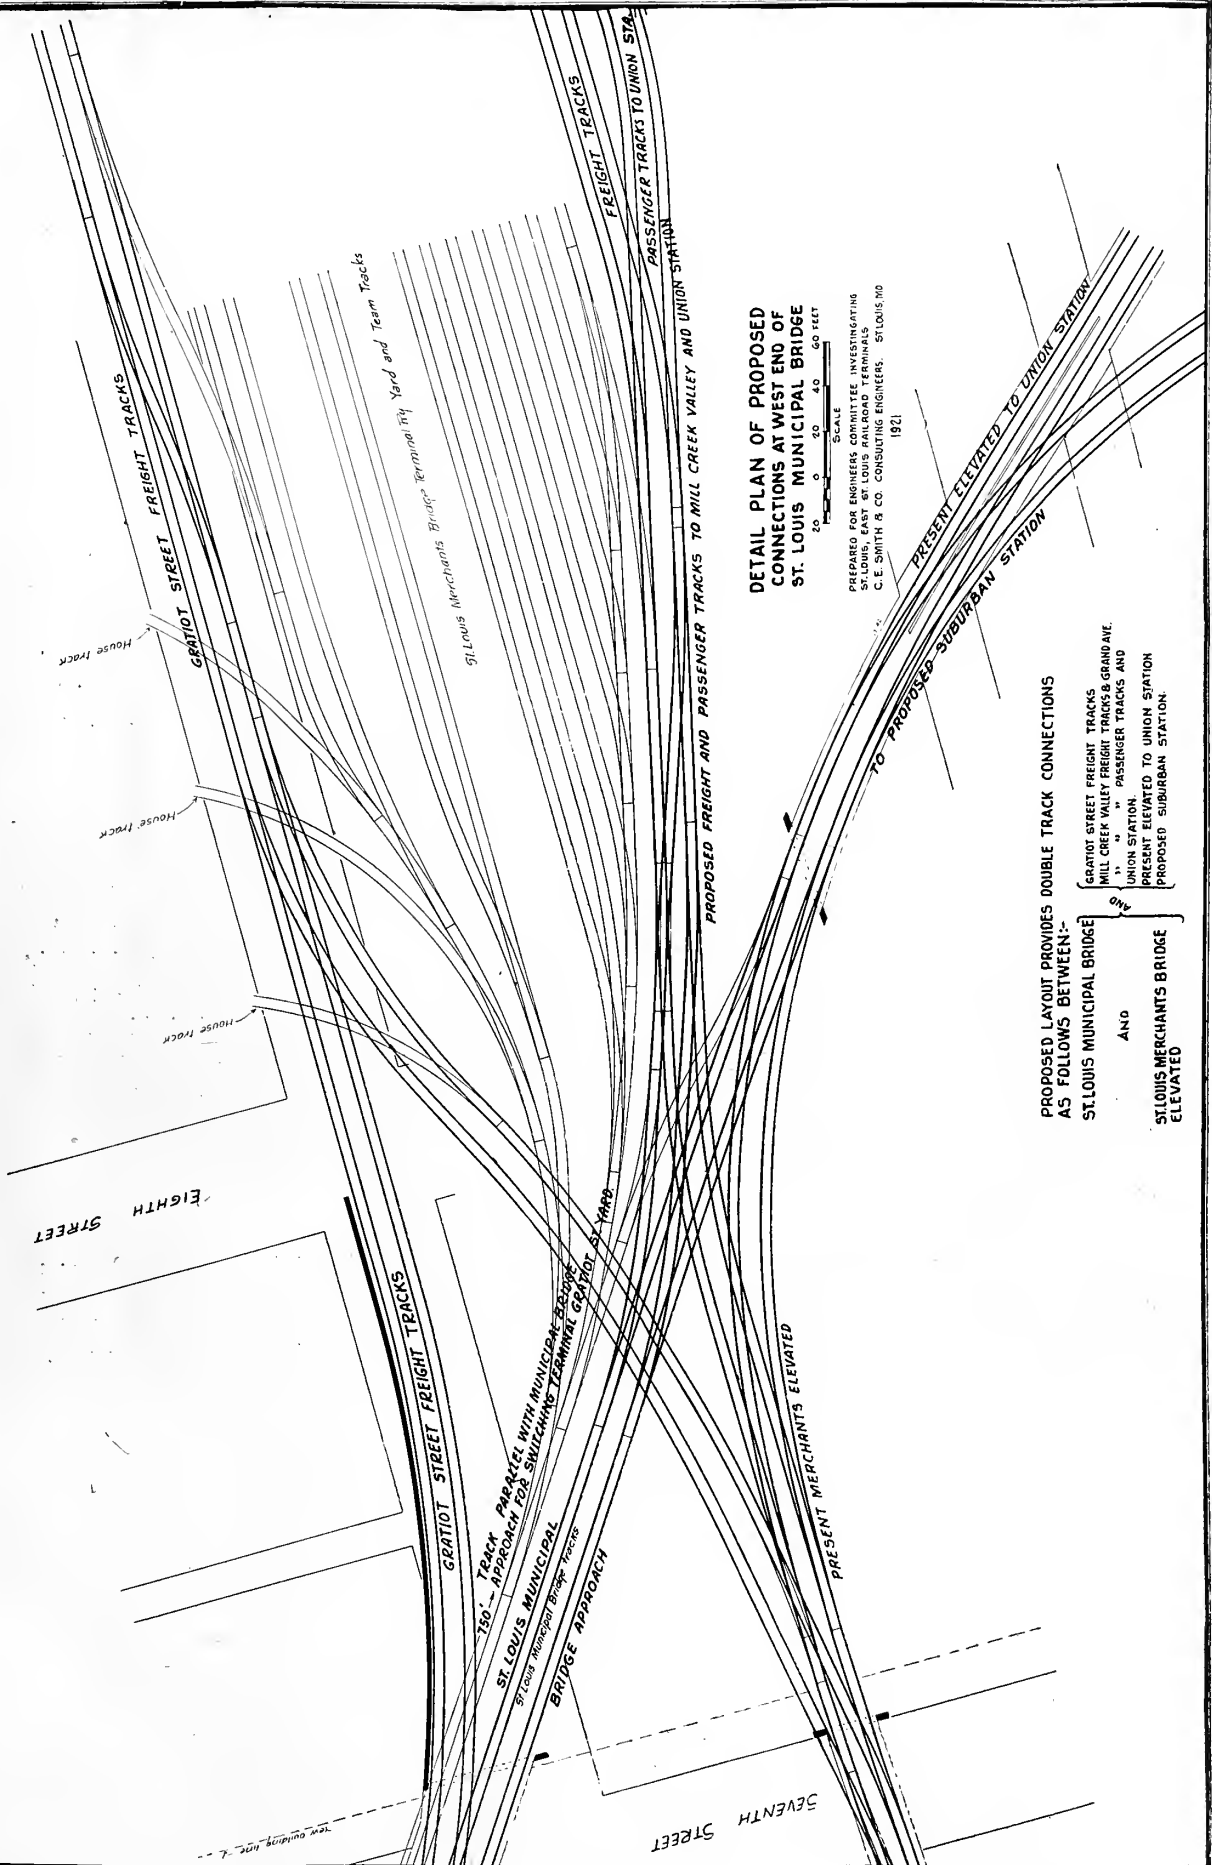 DETAIL PLAN OF PROPOSED
CONNECTIONS AT WEST END OF
ST. LOUIS MUNICIPAL BRIDGE
20 0 20 40 60 FEET
SCALE
PREPARED FOR ENGINEERS COMMITTEE INVESTINGATING
ST. LOUIS, EAST ST. LOUIS RAILROAD TERMINALS
C. E. SMITH & CO. CONSULTING ENGINEERS. ST LOUIS, MO
1921
GRATIOT STREET FREIGHT TRACKS
House track
House track
House track
St. Louis Merchants Bridge Terminal Ry Yard and Team Tracks
FREIGHT TRACKS
PASSENGER TRACKS TO UNION STA.
PROPOSED FREIGHT AND PASSENGER TRACKS TO MILL CREEK VALLEY AND UNION STATION
PRESENT ELEVATED TO UNION STATION
TO PROPOSED SUBURBAN STATION
EIGHTH STREET
GRATIOT STREET FREIGHT TRACKS
GRATIOT STREET FREIGHT TRACKS
750' TRACK PARALLEL WITH MUNICIPAL BRIDGE
APPROACH FOR SWITCHING TERMINAL GRATIOT ST YARD.
ST. LOUIS MUNICIPAL
St Louis Municipal Bridge Tracks
BRIDGE APPROACH
PRESENT MERCHANTS ELEVATED
PRESENT MERCHANTS ELEVATED
SEVENTH STREET
building line
PROPOSED LAYOUT PROVIDES DOUBLE TRACK CONNECTIONS
AS FOLLOWS BETWEEN:-
ST. LOUIS MUNICIPAL BRIDGE
AND
ST. LOUIS MERCHANTS BRIDGE
ELEVATED
AND
GRATIOT STREET FREIGHT TRACKS
MILL CREEK VALLEY FREIGHT TRACKS & GRAND AVE.
" " " PASSENGER TRACKS AND
UNION STATION.
PRESENT ELEVATED TO UNION STATION
PROPOSED SUBURBAN STATION.